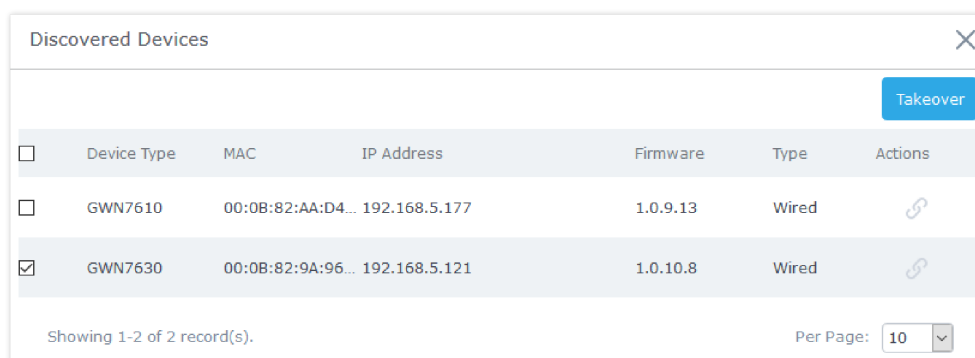 Discovered Devices
Takeover
Device Type MAC IP Address Firmware Type Actions
GWN7610 00:0B:82:AA:D4... 192.168.5.177 1.0.9.13 Wired
GWN7630 00:0B:82:9A:96... 192.168.5.121 1.0.10.8 Wired
Showing 1-2 of 2 record(s). Per Page: 10